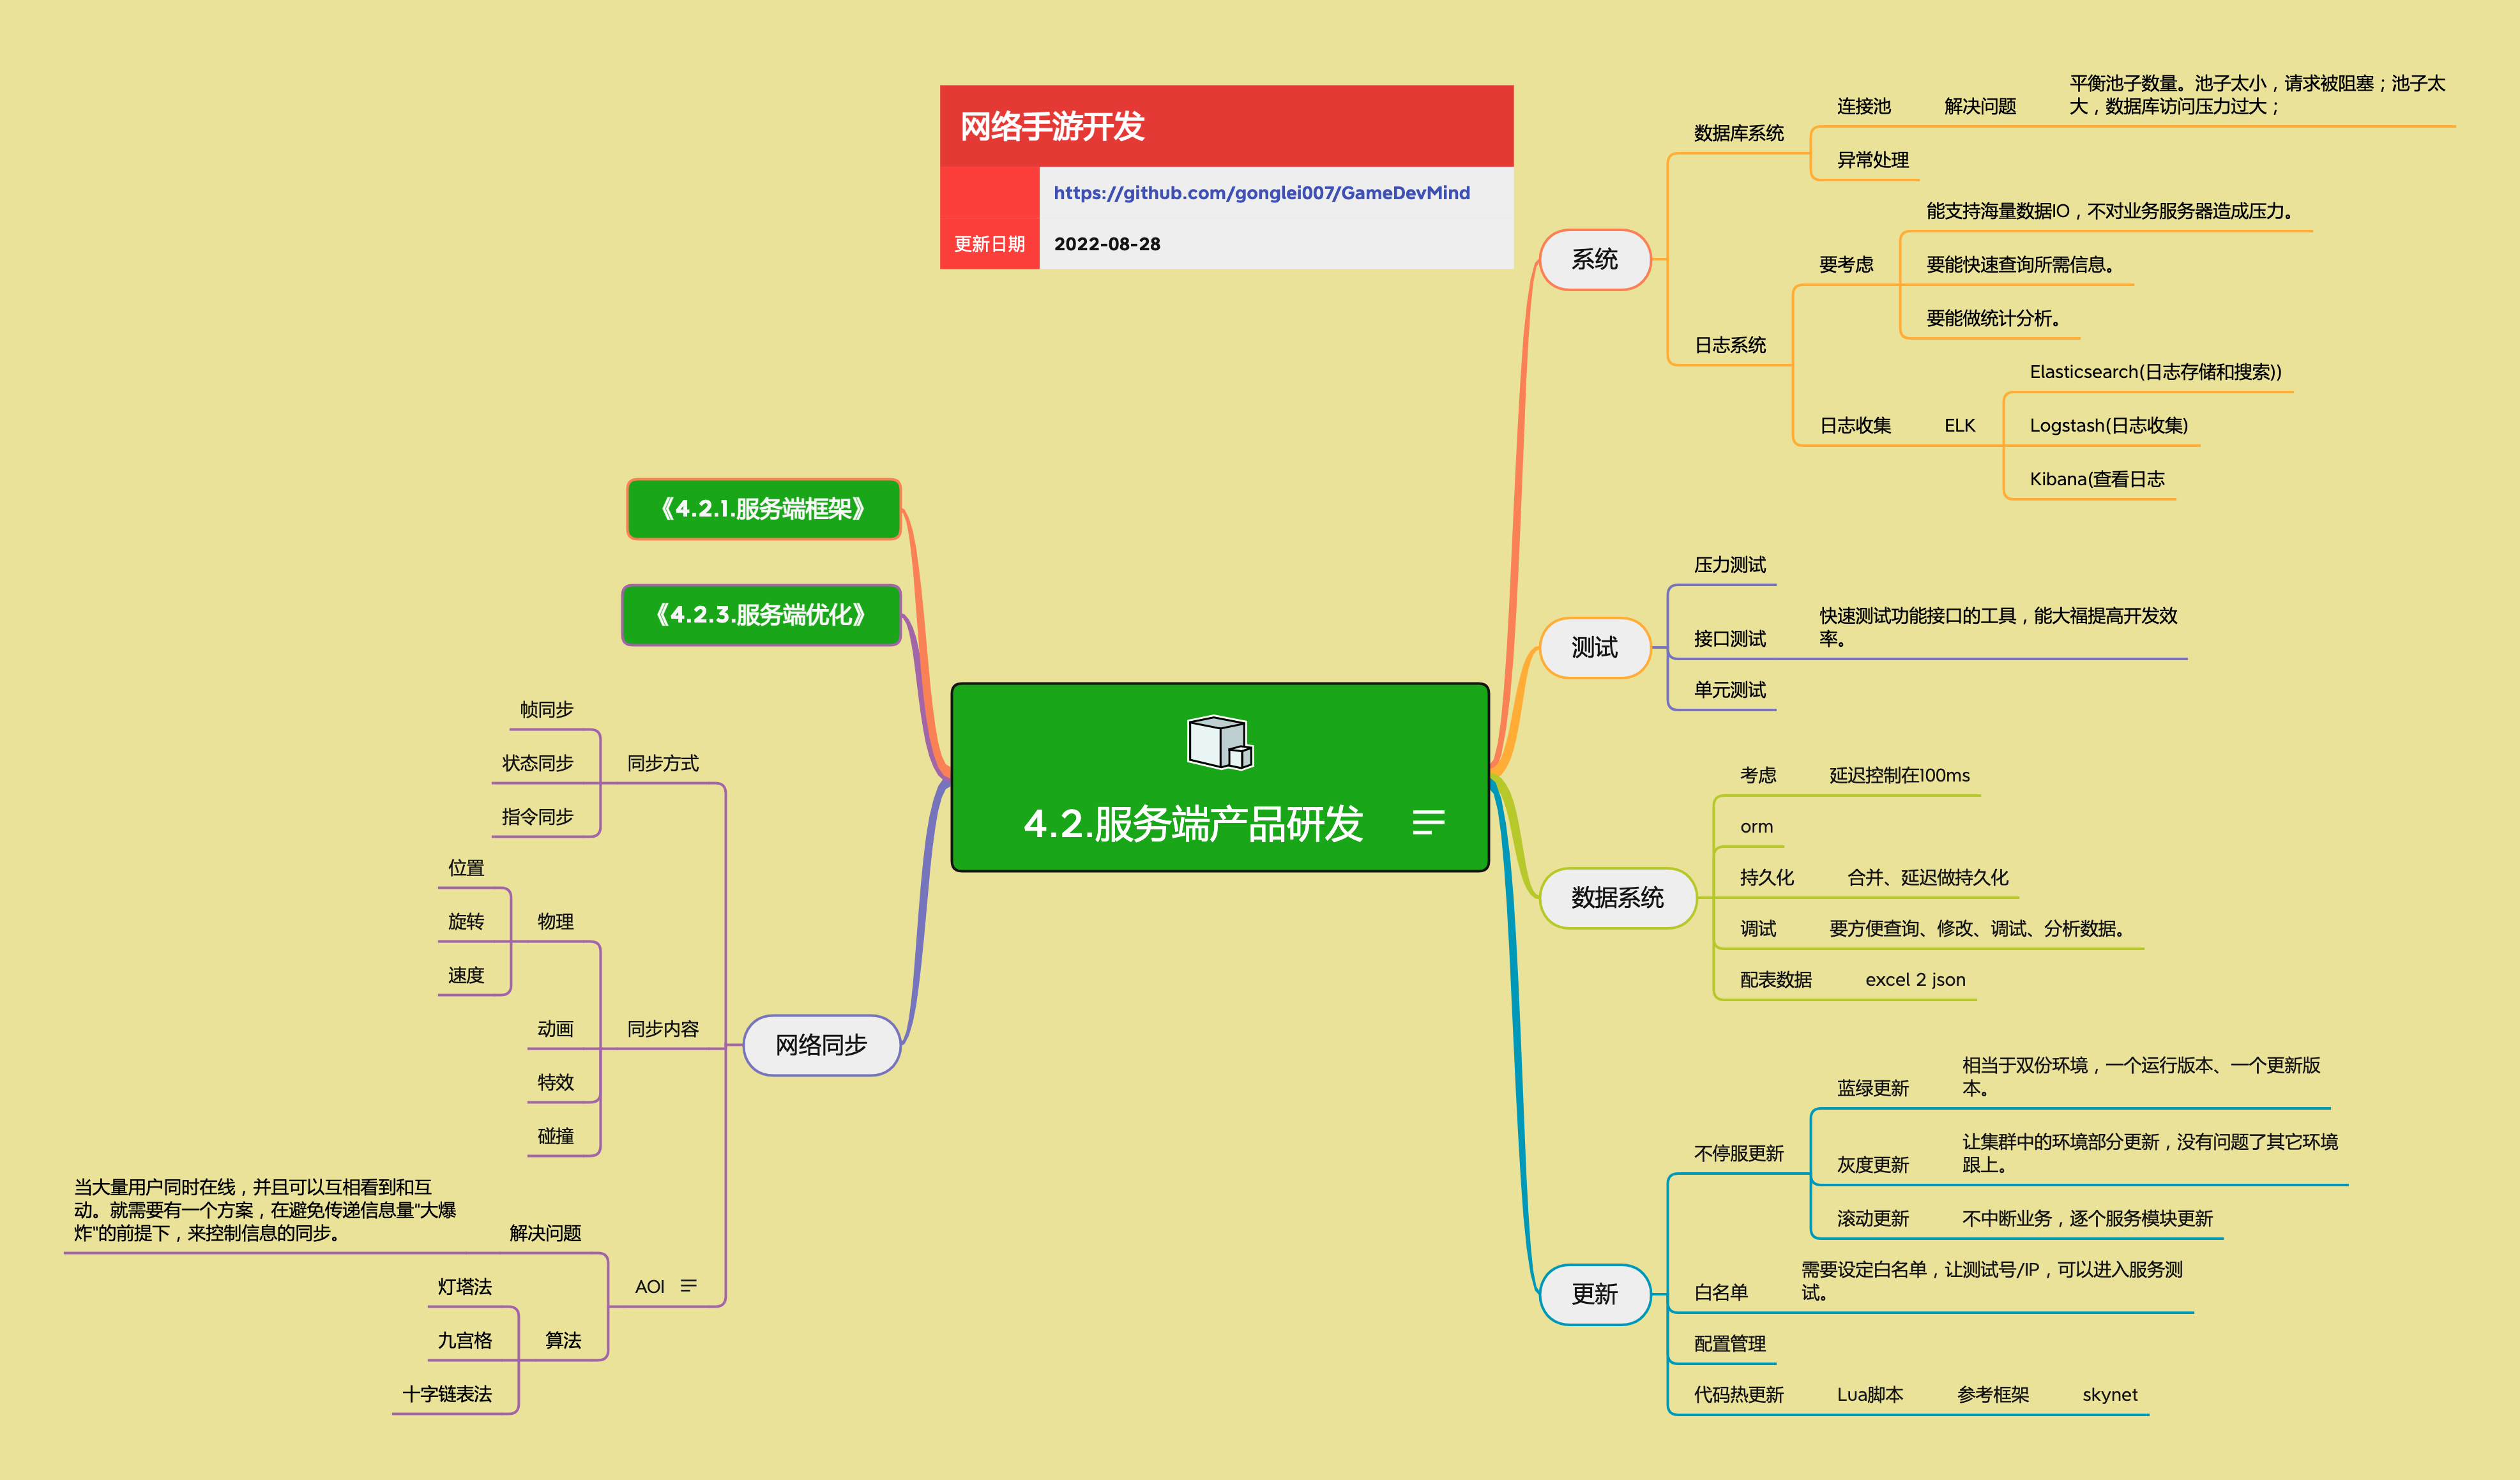 网络手游开发
https://github.com/gonglei007/GameDevMind
更新日期
2022-08-28
4.2.服务端产品研发
系统
数据库系统
连接池
解决问题
平衡池子数量。池子太小，请求被阻塞；池子太
大，数据库访问压力过大；
异常处理
日志系统
要考虑
能支持海量数据IO，不对业务服务器造成压力。
要能快速查询所需信息。
要能做统计分析。
日志收集
ELK
Elasticsearch(日志存储和搜索))
Logstash(日志收集)
Kibana(查看日志
测试
压力测试
接口测试
快速测试功能接口的工具，能大福提高开发效
率。
单元测试
数据系统
考虑
延迟控制在100ms
orm
持久化
合并、延迟做持久化
调试
要方便查询、修改、调试、分析数据。
配表数据
excel 2 json
更新
不停服更新
蓝绿更新
相当于双份环境，一个运行版本、一个更新版
本。
灰度更新
让集群中的环境部分更新，没有问题了其它环境
跟上。
滚动更新
不中断业务，逐个服务模块更新
白名单
需要设定白名单，让测试号/IP，可以进入服务测
试。
配置管理
代码热更新
Lua脚本
参考框架
skynet
《4.2.1.服务端框架》
《4.2.3.服务端优化》
网络同步
同步方式
帧同步
状态同步
指令同步
同步内容
物理
位置
旋转
速度
动画
特效
碰撞
AOI
解决问题
当大量用户同时在线，并且可以互相看到和互
动。就需要有一个方案，在避免传递信息量"大爆
炸"的前提下，来控制信息的同步。
算法
灯塔法
九宫格
十字链表法